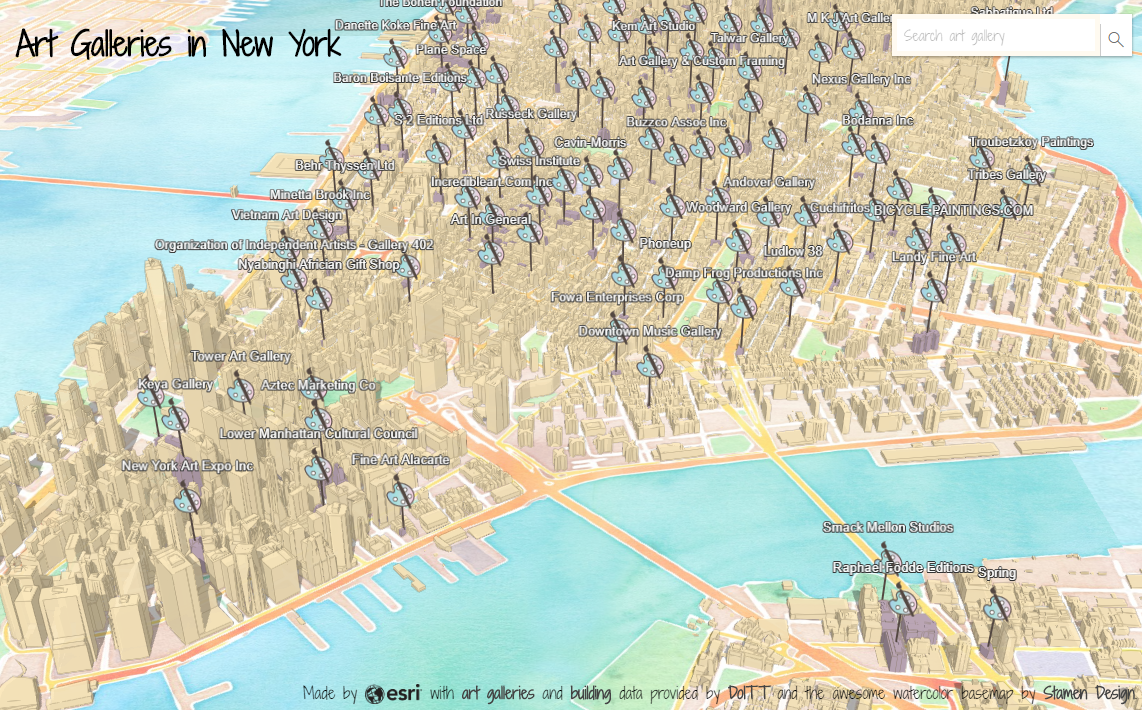 The Bohen Foundation
Sabbatique Ltd
Art Galleries in New York
Danette Koke Fine Art
Kem Art Studio
M K J Art Galler
Search art gallery
Plane Space
Talwar Gallery
Art Gallery & Custom Framing
Baron Boisante Editions
Nexus Gallery Inc
S 2 Editions Ltd
Russeck Gallery
Buzzco Assoc Inc
Bodanna Inc
Cavin-Morris
Troubetzkoy Paintings
Behr-Thyssen Ltd
Swiss Institute
Tribes Gallery
Incredibleart.Com Inc
Andover Gallery
Minetta Brook Inc
Vietnam Art Design
Art In General
Woodward Gallery
Cuchifritos
BICYCLE-PAINTINGS.COM
Organization of Independent Artists - Gallery 402
Phoneup
Ludlow 38
Landy Fine Art
Nyabinghi Africian Gift Shop
Damp Frog Productions Inc
Fowa Enterprises Corp
Downtown Music Gallery
Tower Art Gallery
Keya Gallery
Aztec Marketing Co
Lower Manhattan Cultural Council
New York Art Expo Inc
Fine Art Alacarte
Smack Mellon Studios
Raphael Fodde Editions
Spring
Made by esri with art galleries and building data provided by DoITT and the awesome watercolor basemap by Stamen Design.